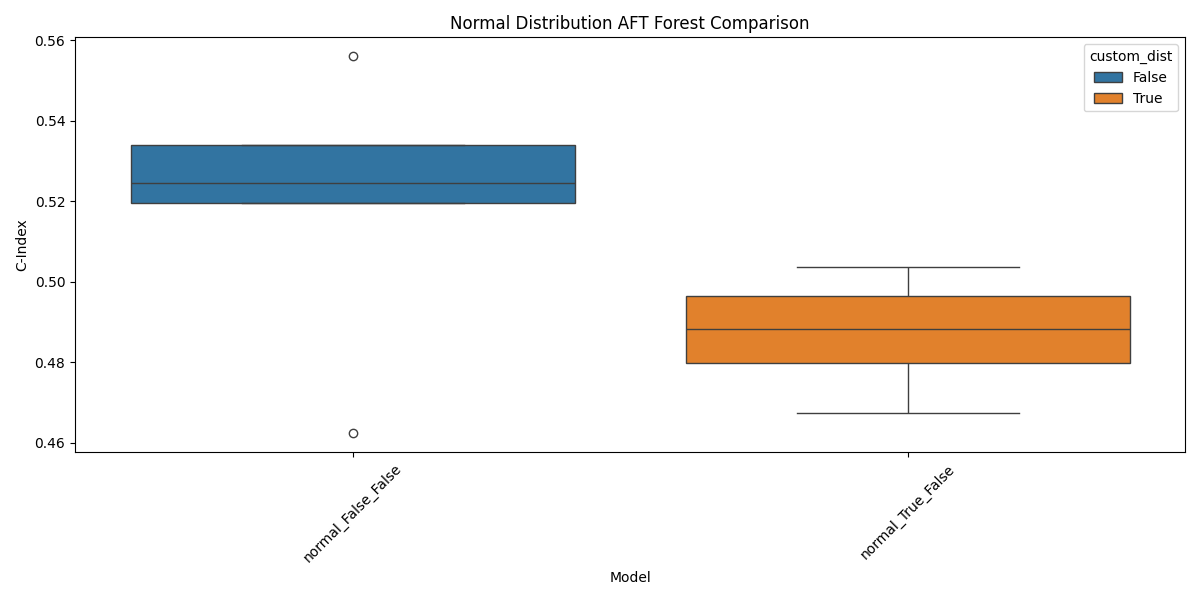 Normal Distribution AFT Forest Comparison
custom_dist
False
True
C-Index
0.56
0.54
0.52
0.50
0.48
0.46
normal_False_False
normal_True_False
Model